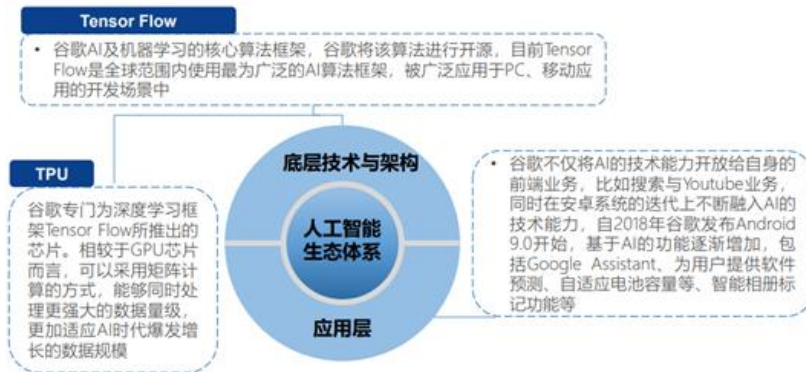 Tensor Flow
• 谷歌AI及机器学习的核心算法框架，谷歌将该算法进行开源，目前Tensor
Flow是全球范围内使用最为广泛的AI算法框架，被广泛应用于PC、移动应
用的开发场景中
TPU
谷歌专门为深度学习框
架Tensor Flow所推出的
芯片。相较于GPU芯片
而言，可以采用矩阵计
算的方式，能够同时处
理更强大的数据量级，
更加适应AI时代爆发增
长的数据规模
底层技术与架构
人工智能
生态体系
应用层
• 谷歌不仅将AI的技术能力开放给自身的
前端业务，比如搜索与Youtube业务，
同时在安卓系统的迭代上不断融入AI的
技术能力，自2018年谷歌发布Android
9.0开始，基于AI的功能逐渐增加，包
括Google Assistant、为用户提供软件
预测、自适应电池容量等、智能相册标
记功能等